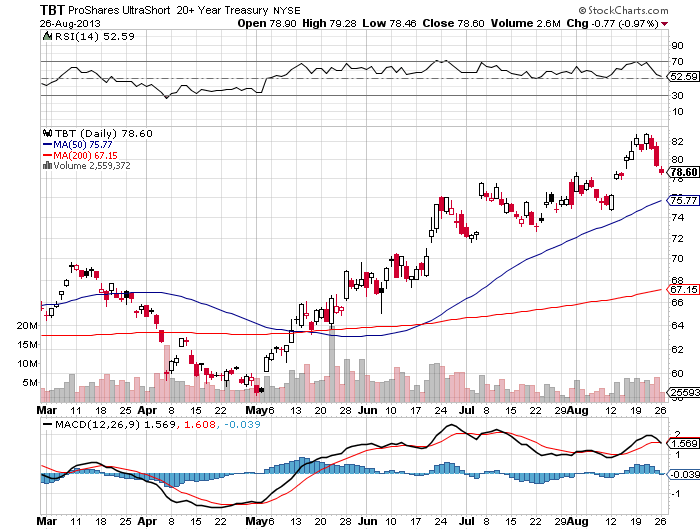 TBT ProShares UltraShort 20+ Year Treasury NYSE © StockCharts.com
26-Aug-2013 Open 78.90 High 79.28 Low 78.46 Close 78.60 Volume 2.6M Chg -0.77 (-0.97%)
RSI(14) 52.59
90
70
52.59
30
10
TBT (Daily) 78.60
MA(50) 75.77
MA(200) 67.15
Volume 2,559,372
82
80
78.60
78
76
75.77
74
72
70
68
67.15
66
64
62
60
58
20M
15M
10M
5M
25593
Mar 11 18 25 Apr 8 15 22 May 6 13 20 28 Jun 10 17 24 Jul 8 15 22 29 Aug 12 19 26
MACD(12,26,9) 1.569, 1.608, -0.039
2
1.569
1
-0.039
-1
Mar 11 18 25 Apr 8 15 22 May 6 13 20 28 Jun 10 17 24 Jul 8 15 22 29 Aug 12 19 26